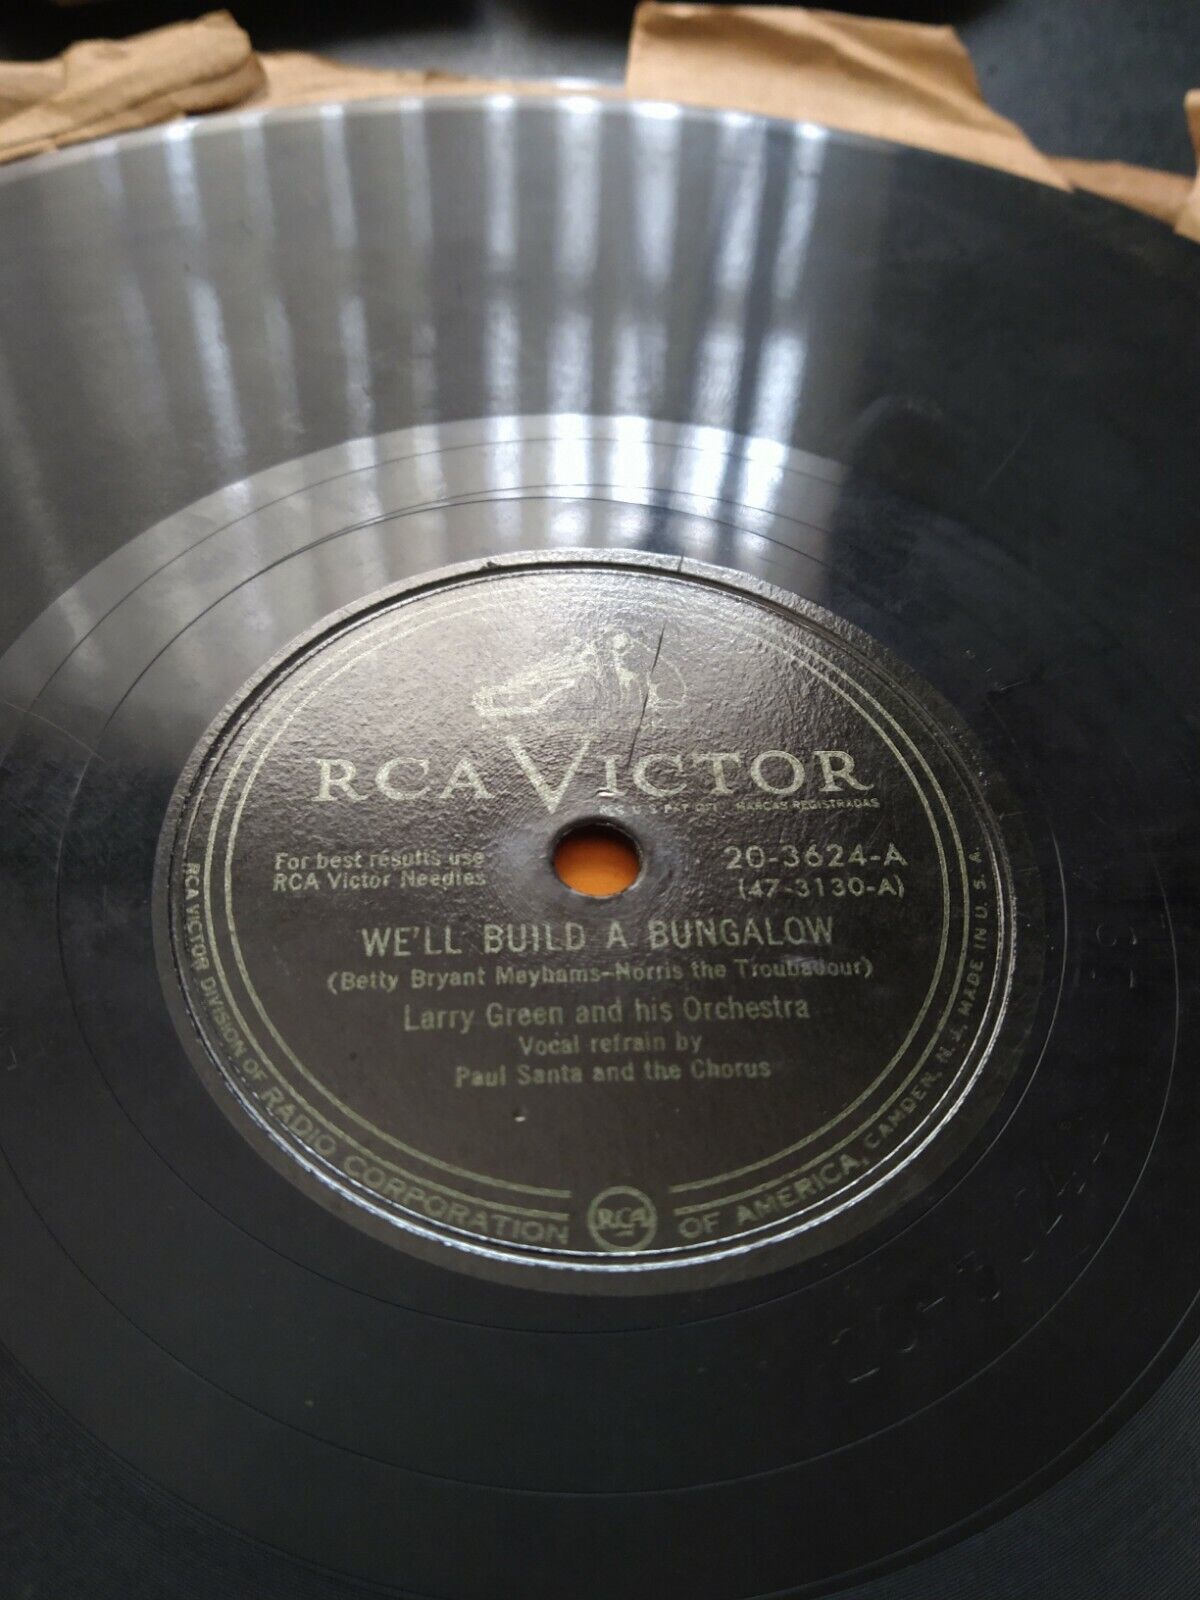 RCA VICTOR
REG. U.S. PAT. OFF. MARCAS REGISTRADAS
For best results use
RCA Victor Needles
20-3624-A
(47-3130-A)
WE'LL BUILD A BUNGALOW
(Betty Bryant Mayhams-Norris the Troubadour)
Larry Green and his Orchestra
Vocal refrain by
Paul Santa and the Chorus
RCA VICTOR DIVISION OF RADIO CORPORATION
RCA
OF AMERICA, CAMDEN, N. J. MADE IN U. S. A.